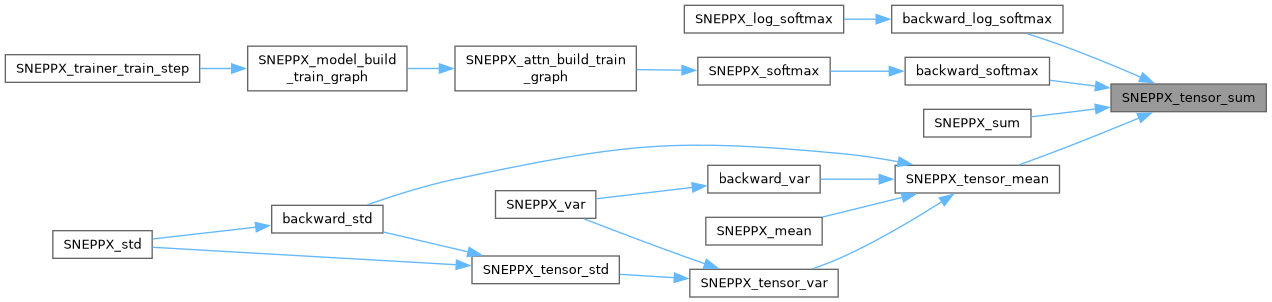 SNEPPX_log_softmax
backward_log_softmax
SNEPPX_trainer_train_step
SNEPPX_model_build
_train_graph
SNEPPX_attn_build_train
_graph
SNEPPX_softmax
backward_softmax
SNEPPX_tensor_sum
SNEPPX_sum
SNEPPX_tensor_mean
backward_var
SNEPPX_var
backward_std
SNEPPX_mean
SNEPPX_std
SNEPPX_tensor_std
SNEPPX_tensor_var